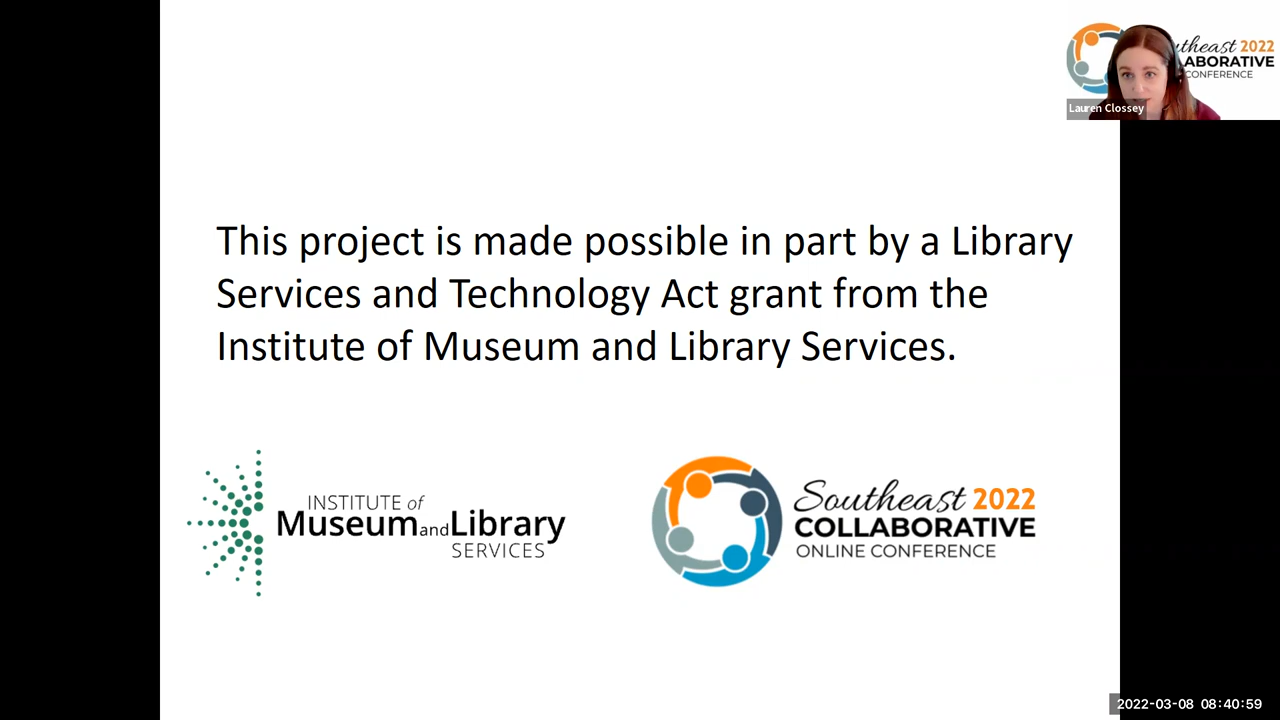 utheast 2022
ABORATIVE
CONFERENCE
Lauren Clossey
This project is made possible in part by a Library
Services and Technology Act grant from the
Institute of Museum and Library Services.
INSTITUTE of
Museum and Library
SERVICES
Southeast 2022
COLLABORATIVE
ONLINE CONFERENCE
2022-03-08 08:40:59